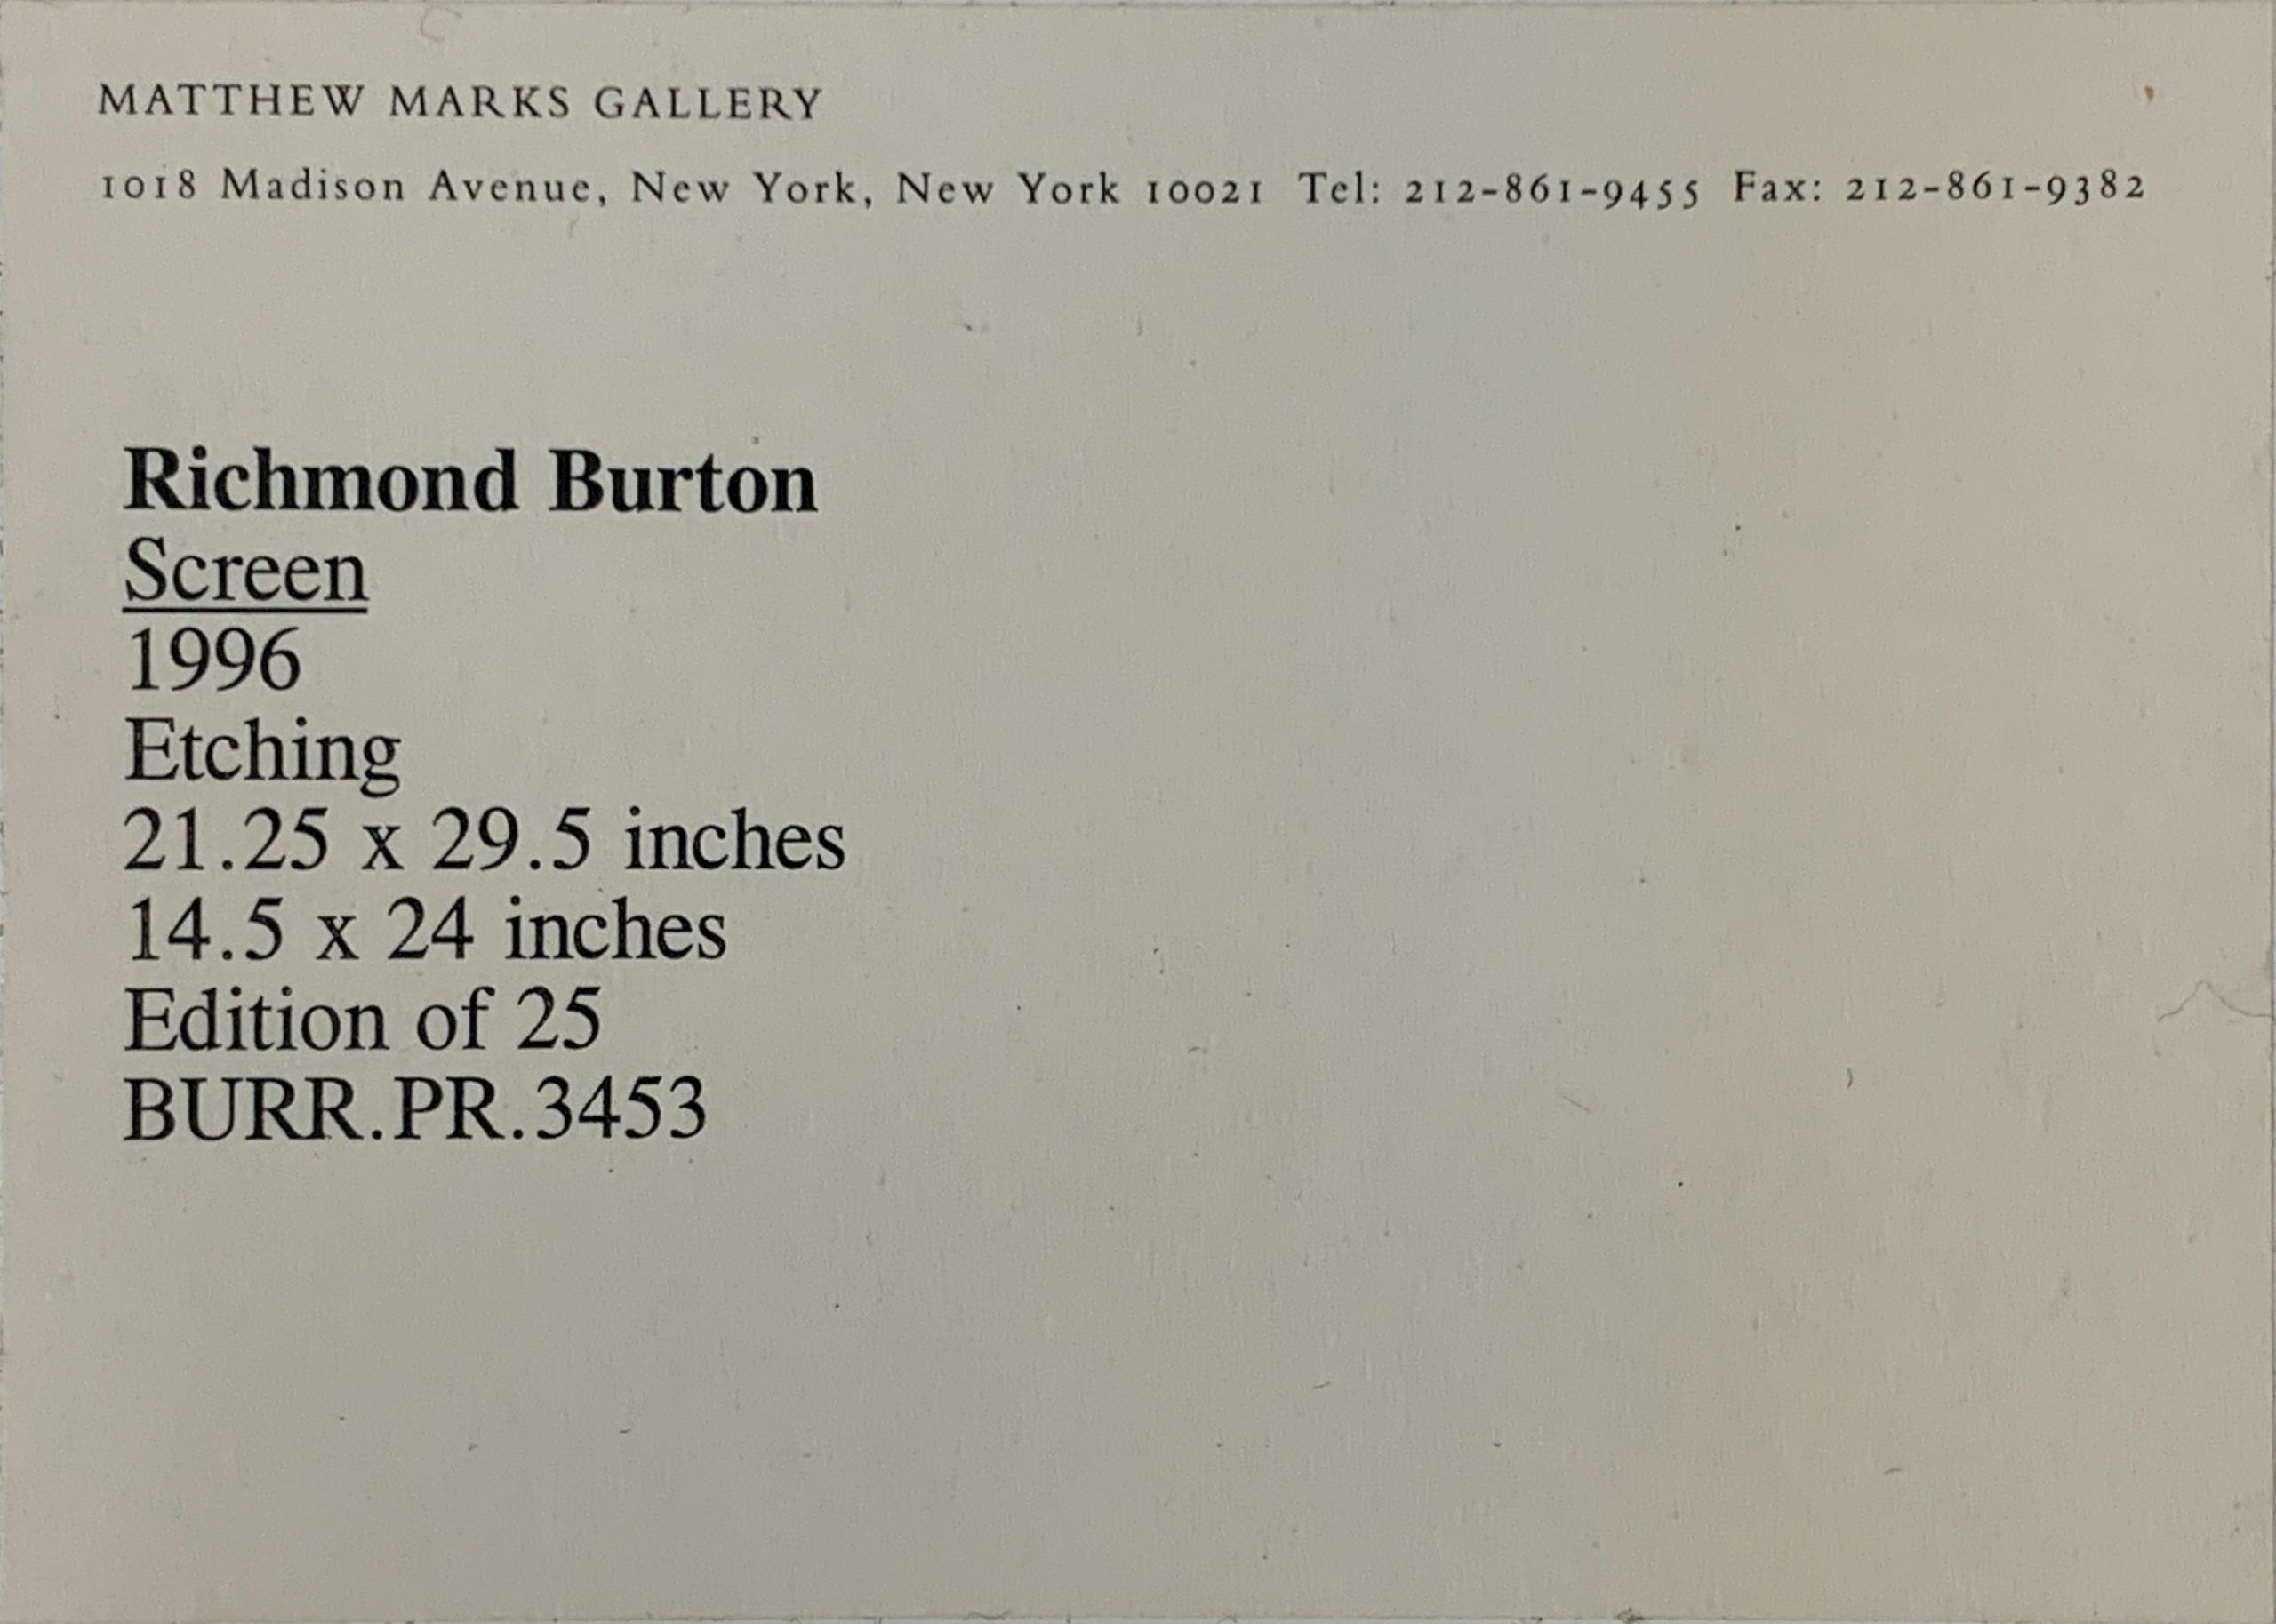 MATTHEW MARKS GALLERY
1018 Madison Avenue, New York, New York 10021 Tel: 212-861-9455 Fax: 212-861-9382
Richmond Burton
Screen
1996
Etching
21.25 x 29.5 inches
14.5 x 24 inches
Edition of 25
BURR.PR.3453